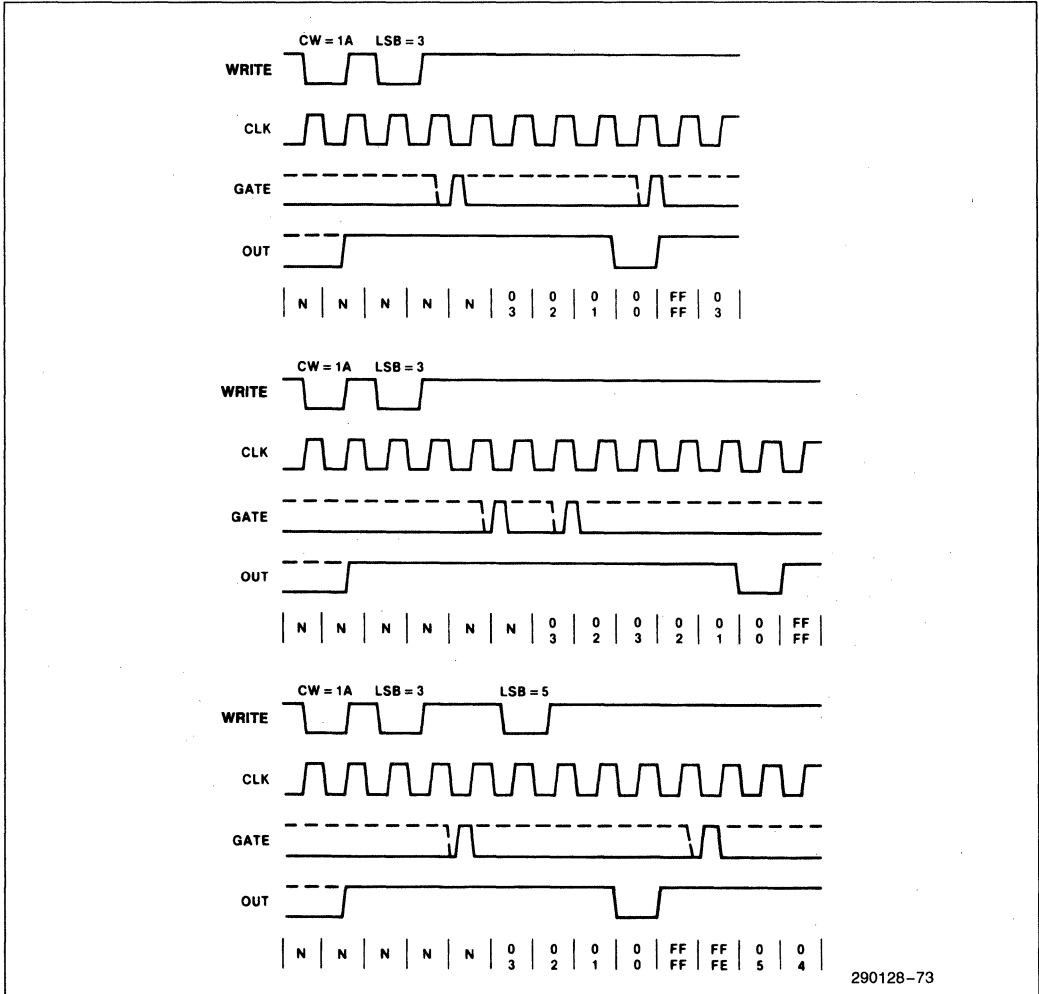 CW = 1A LSB = 3
WRITE
CLK
GATE
OUT
| N | N | N | N | N | 0 | 0 | 0 | 0 | FF | 0 |
3 2 1 0 FF 3
CW = 1A LSB = 3
WRITE
CLK
GATE
OUT
| N | N | N | N | N | N | 0 | 0 | 0 | 0 | 0 | 0 | FF |
3 2 3 2 1 0 FF
CW = 1A LSB = 3 LSB = 5
WRITE
CLK
GATE
OUT
| N | N | N | N | N | 0 | 0 | 0 | 0 | FF | FF | 0 | 0 |
3 2 1 0 FF FE 5 4
290128-73